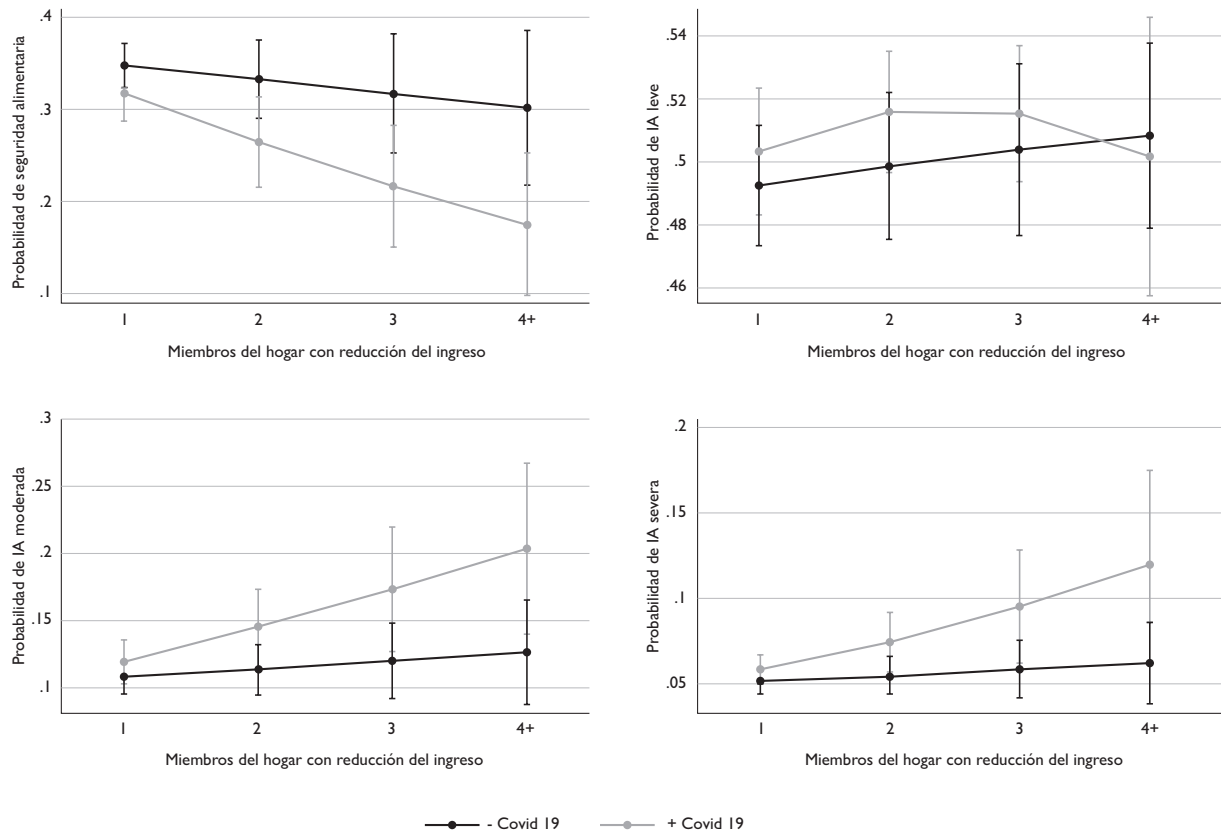 Probabilidad de seguridad alimentaria
.4
.3
.2
.1
1 2 3 4+
Miembros del hogar con reducción del ingreso
Probabilidad de IA leve
.54
.52
.5
.48
.46
1 2 3 4+
Miembros del hogar con reducción del ingreso
Probabilidad de IA moderada
.3
.25
.2
.15
.1
1 2 3 4+
Miembros del hogar con reducción del ingreso
Probabilidad de IA severa
.2
.15
.1
.05
1 2 3 4+
Miembros del hogar con reducción del ingreso
- Covid 19 + Covid 19